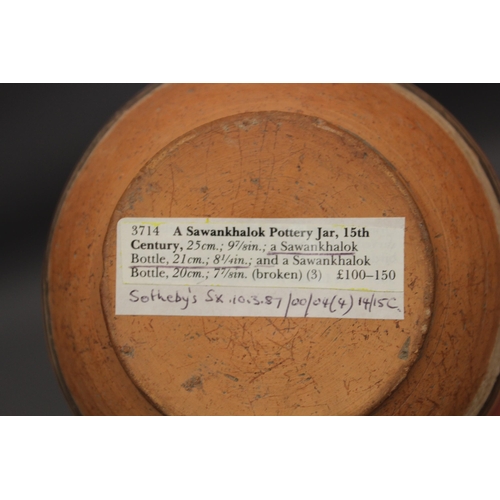 3714 A Sawankhalok Pottery Jar, 15th
Century, 25cm.; 9⅞in.; a Sawankhalok
Bottle, 21cm.; 8¼in.; and a Sawankhalok
Bottle, 20cm.; 7⅞in. (broken) (3) £100–150
Sotheby's Sx .10.3.87/00/04(4) 14/15C.